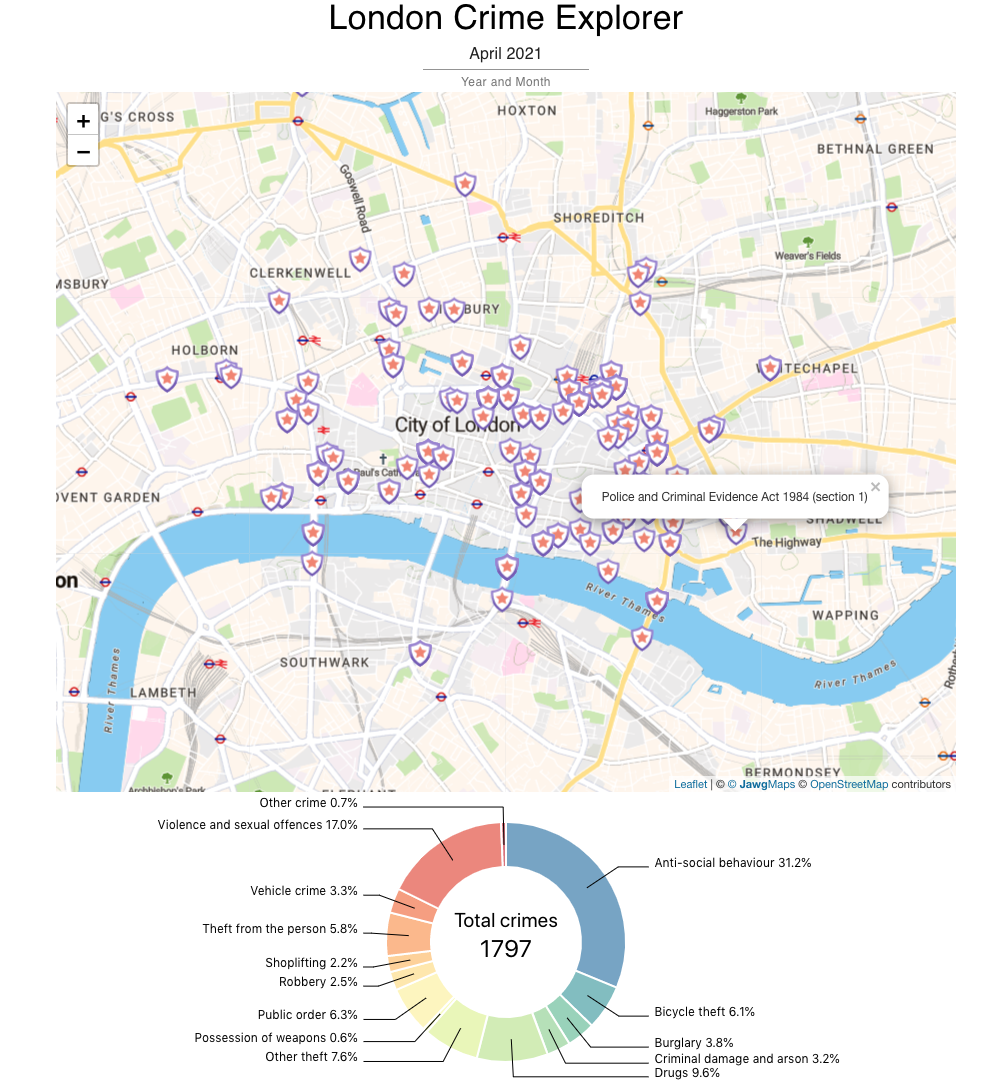 London Crime Explorer
April 2021
Year and Month
+
−
G'S CROSS
HOXTON
Haggerston Park
BETHNAL GREEN
Goswell Road
SHOREDITCH
Weaver's Fields
MSBURY
CLERKENWELL
BURY
HOLBORN
TECHAPEL
City of London
Paul's Cath
OVENT GARDEN
Police and Criminal Evidence Act 1984 (section 1)
×
SHADWELL
The Highway
on
River Thames
WAPPING
SOUTHWARK
LAMBETH
River Thames
River Thames
BERMONDSEY
Archbishop's Park
Leaflet | © © JawgMaps © OpenStreetMap contributors
Other crime 0.7%
Violence and sexual offences 17.0%
Anti-social behaviour 31.2%
Vehicle crime 3.3%
Theft from the person 5.8%
Total crimes
1797
Shoplifting 2.2%
Robbery 2.5%
Public order 6.3%
Bicycle theft 6.1%
Possession of weapons 0.6%
Burglary 3.8%
Other theft 7.6%
Criminal damage and arson 3.2%
Drugs 9.6%